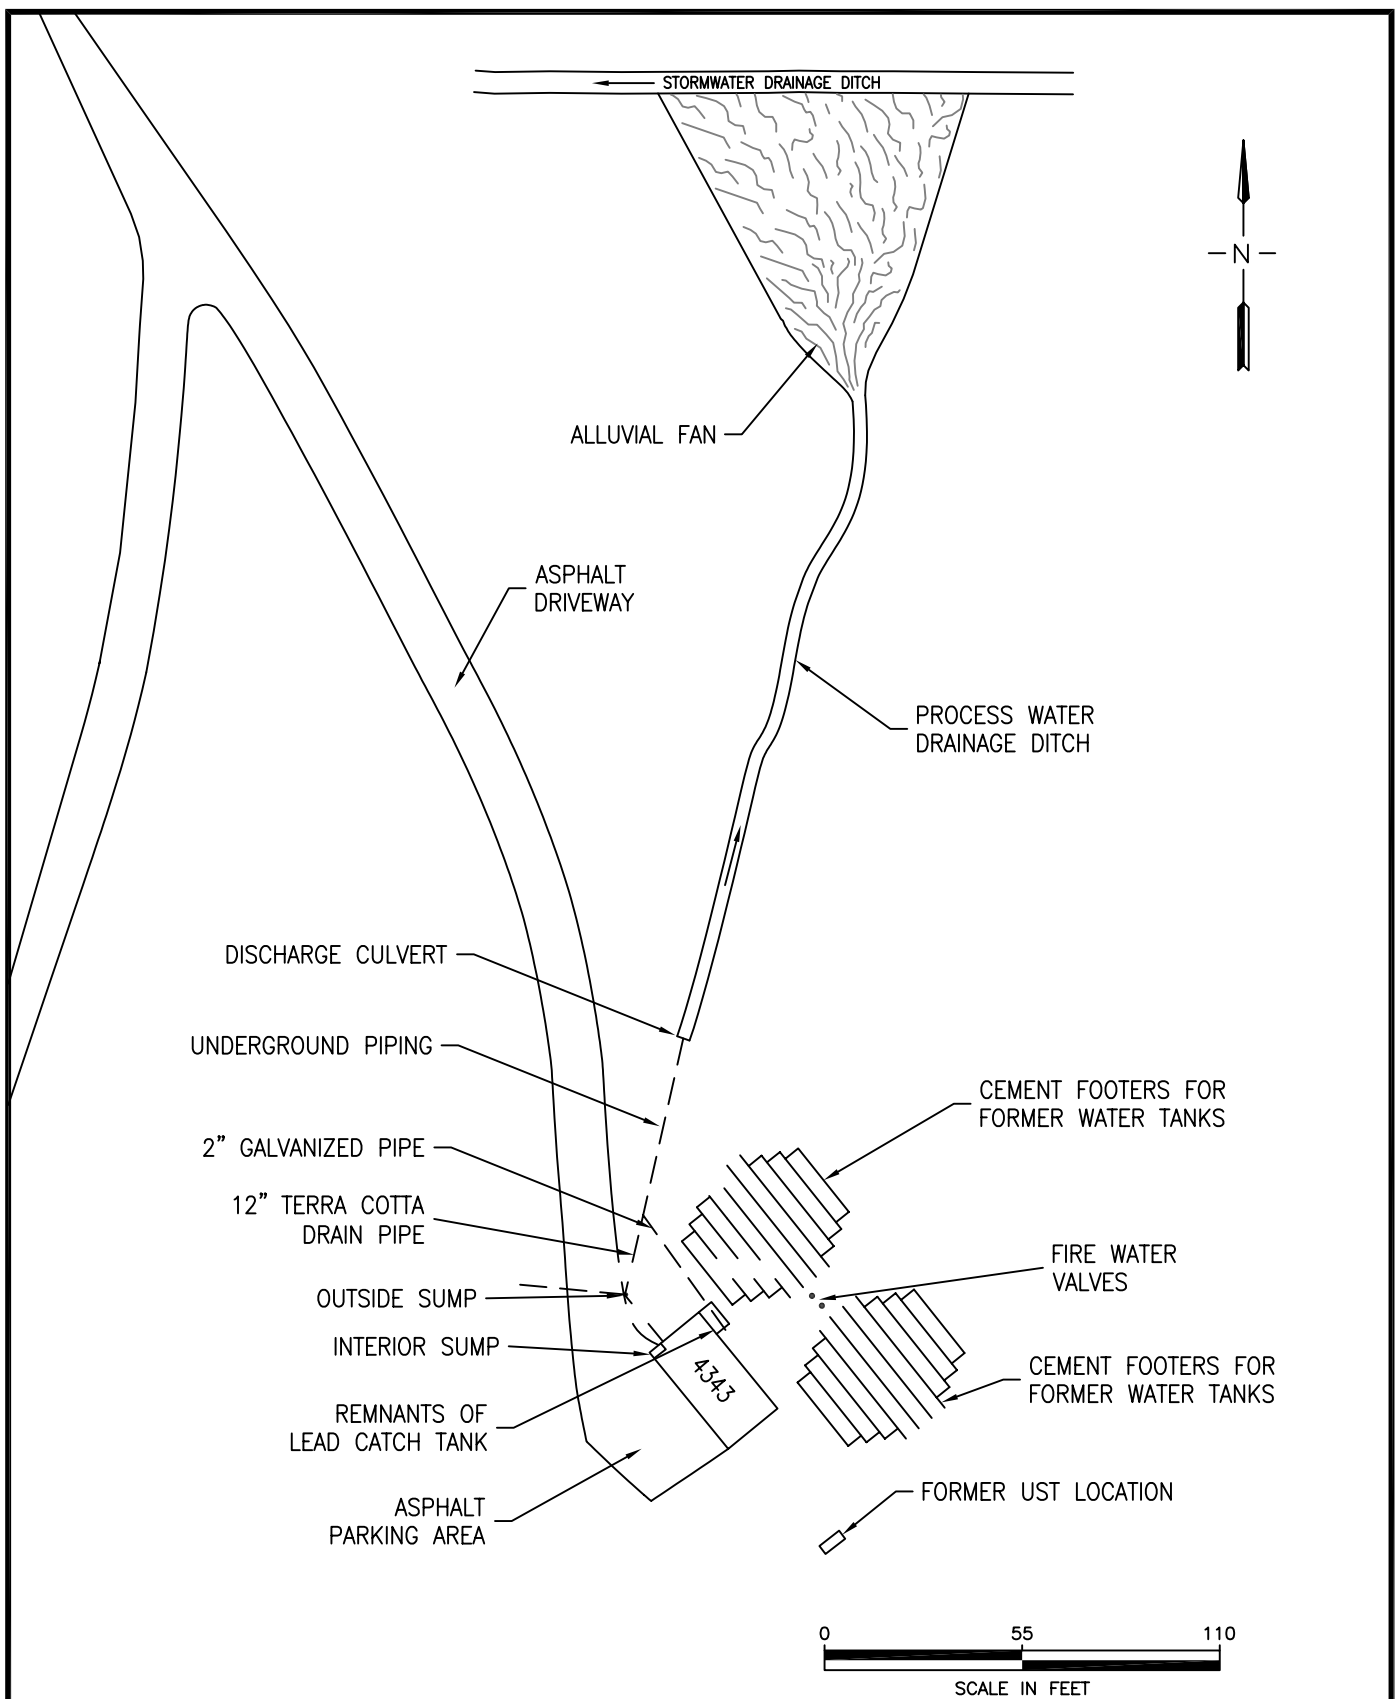 STORMWATER DRAINAGE DITCH
N
ALLUVIAL FAN
ASPHALT
DRIVEWAY
PROCESS WATER
DRAINAGE DITCH
DISCHARGE CULVERT
UNDERGROUND PIPING
CEMENT FOOTERS FOR
FORMER WATER TANKS
2” GALVANIZED PIPE
12” TERRA COTTA
DRAIN PIPE
FIRE WATER
VALVES
OUTSIDE SUMP
INTERIOR SUMP
4343
CEMENT FOOTERS FOR
FORMER WATER TANKS
REMNANTS OF
LEAD CATCH TANK
FORMER UST LOCATION
ASPHALT
PARKING AREA
0 55 110
SCALE IN FEET